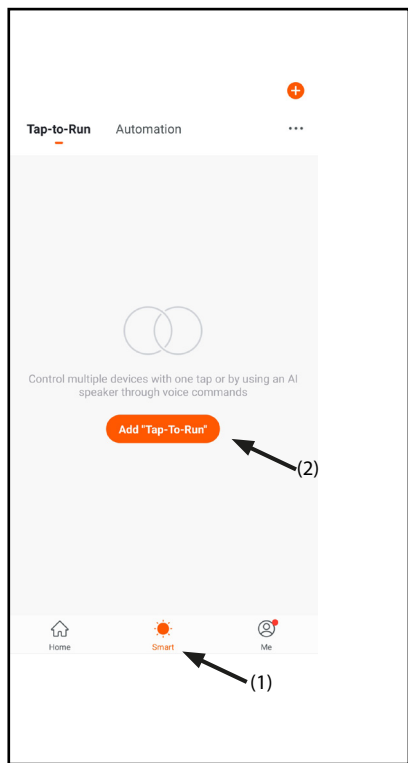 Tap-to-Run Automation
Control multiple devices with one tap or by using an AI
speaker through voice commands
Add "Tap-To-Run"
(2)
Home Smart Me
(1)